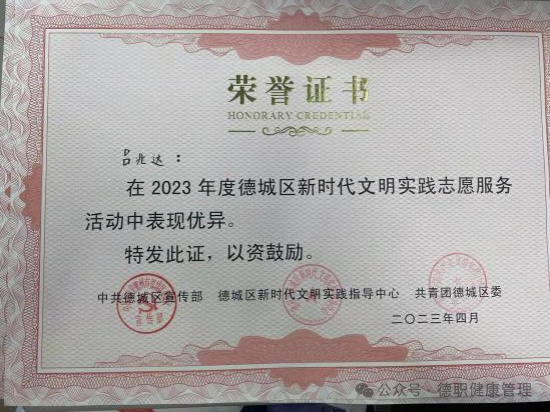 荣誉证书
HONORARY CREDENTIAL
吕兆达：
在2023年度德城区新时代文明实践志愿服务
活动中表现优异。
特发此证，以资鼓励。
中共德城区宣传部 德城区新时代文明实践指导中心 共青团德城区委
二〇二三年四月
公众号·德职健康管理